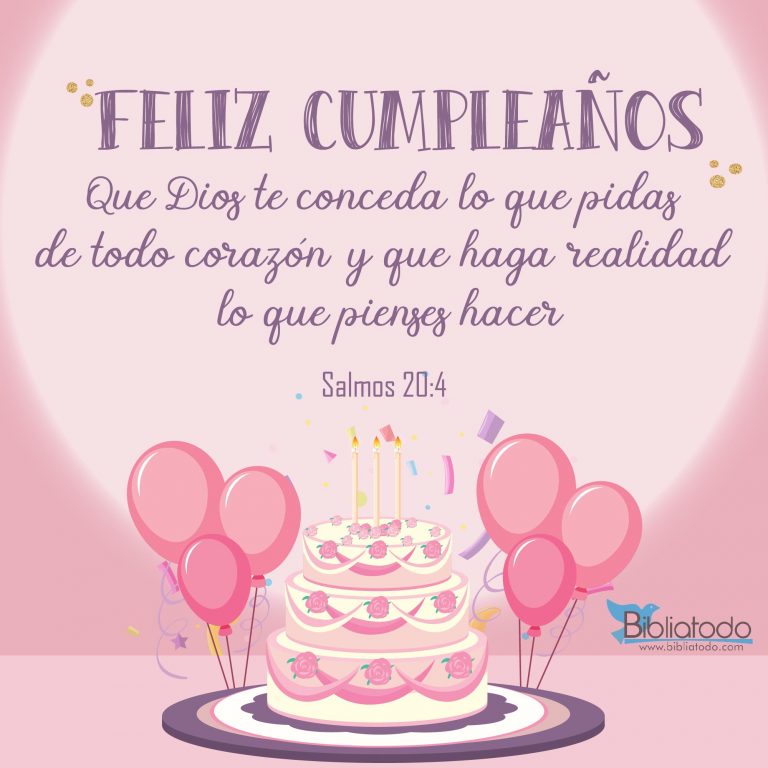 FELIZ CUMPLEAÑOS
Que Dios te conceda lo que pidas
de todo corazón y que haga realidad
lo que pienses hacer
Salmos 20:4
Bibliatodo
www.bibliatodo.com